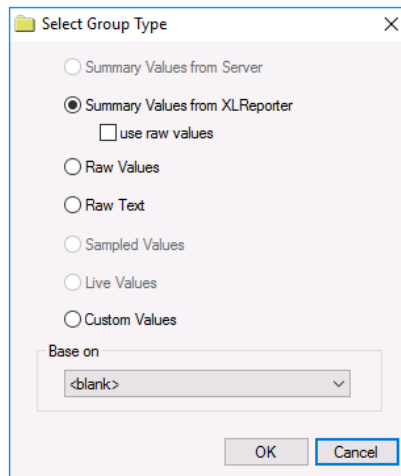 Select Group Type
Summary Values from Server
Summary Values from XLReporter
use raw values
Raw Values
Raw Text
Sampled Values
Live Values
Custom Values
Base on
<blank>
OK Cancel